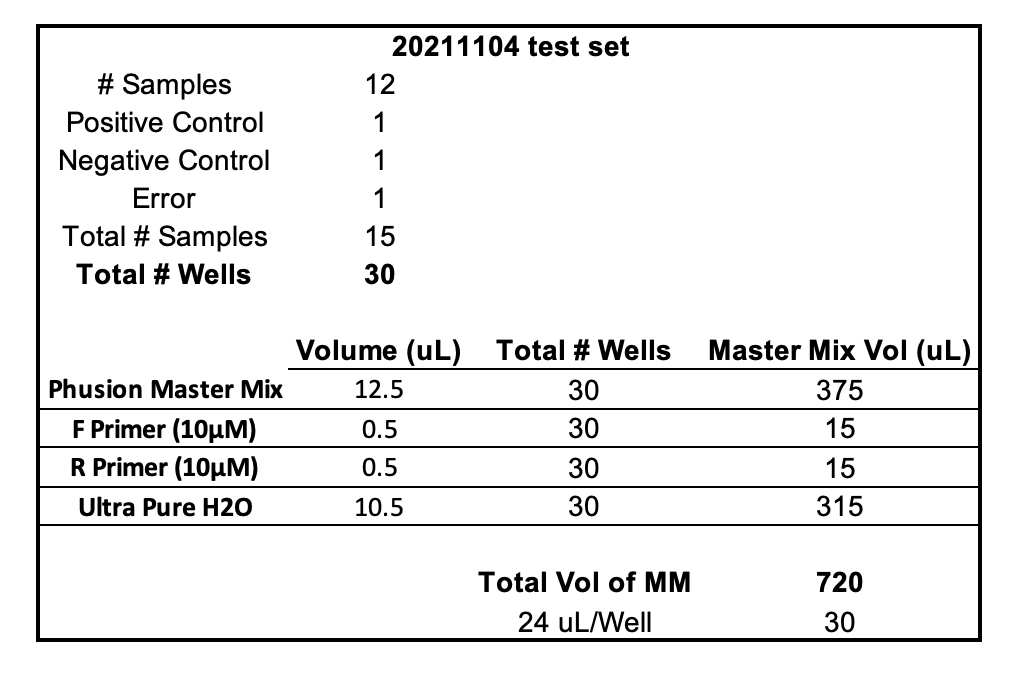 20211104 test set
# Samples 12
Positive Control 1
Negative Control 1
Error 1
Total # Samples 15
Total # Wells 30
Volume (uL) Total # Wells Master Mix Vol (uL)
Phusion Master Mix 12.5 30 375
F Primer (10µM) 0.5 30 15
R Primer (10µM) 0.5 30 15
Ultra Pure H2O 10.5 30 315
Total Vol of MM 720
24 uL/Well 30